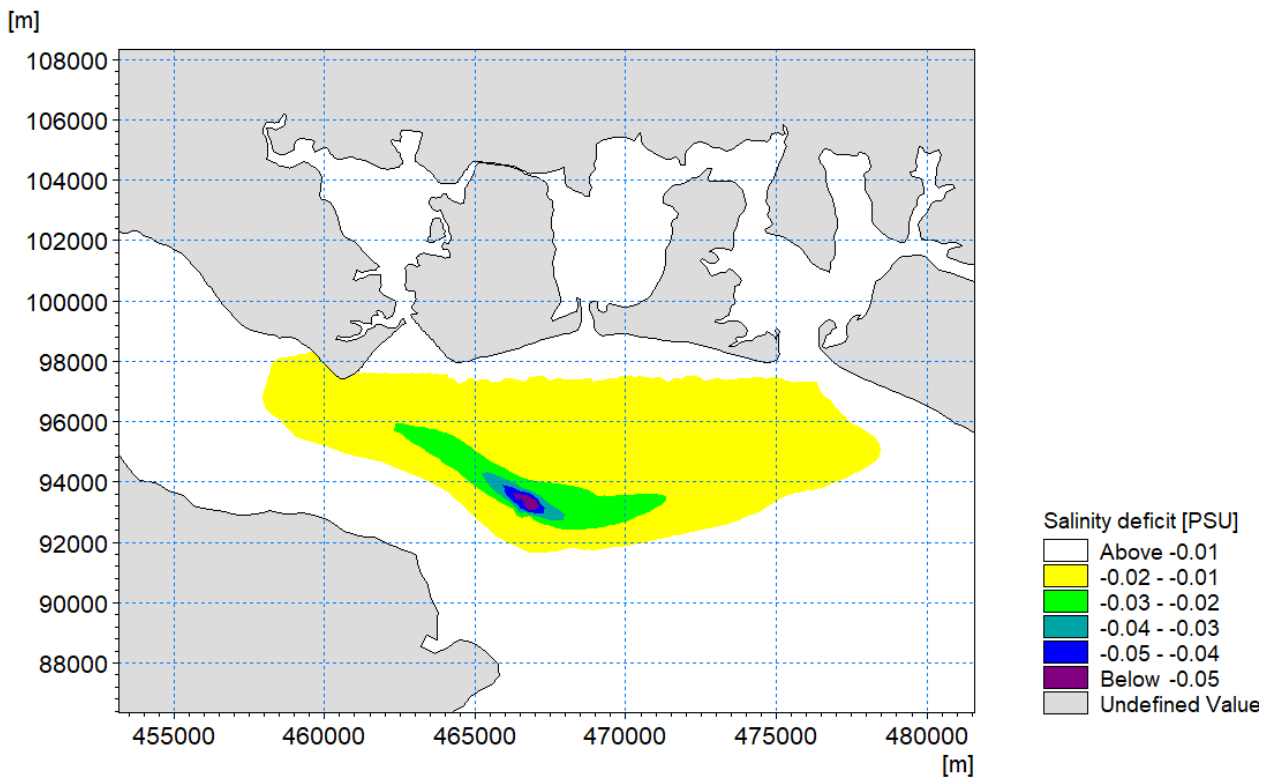 [m]
108000
106000
104000
102000
100000
98000
96000
94000
92000
90000
88000
455000 460000 465000 470000 475000 480000
[m]
Salinity deficit [PSU]
Above -0.01
-0.02 - -0.01
-0.03 - -0.02
-0.04 - -0.03
-0.05 - -0.04
Below -0.05
Undefined Value